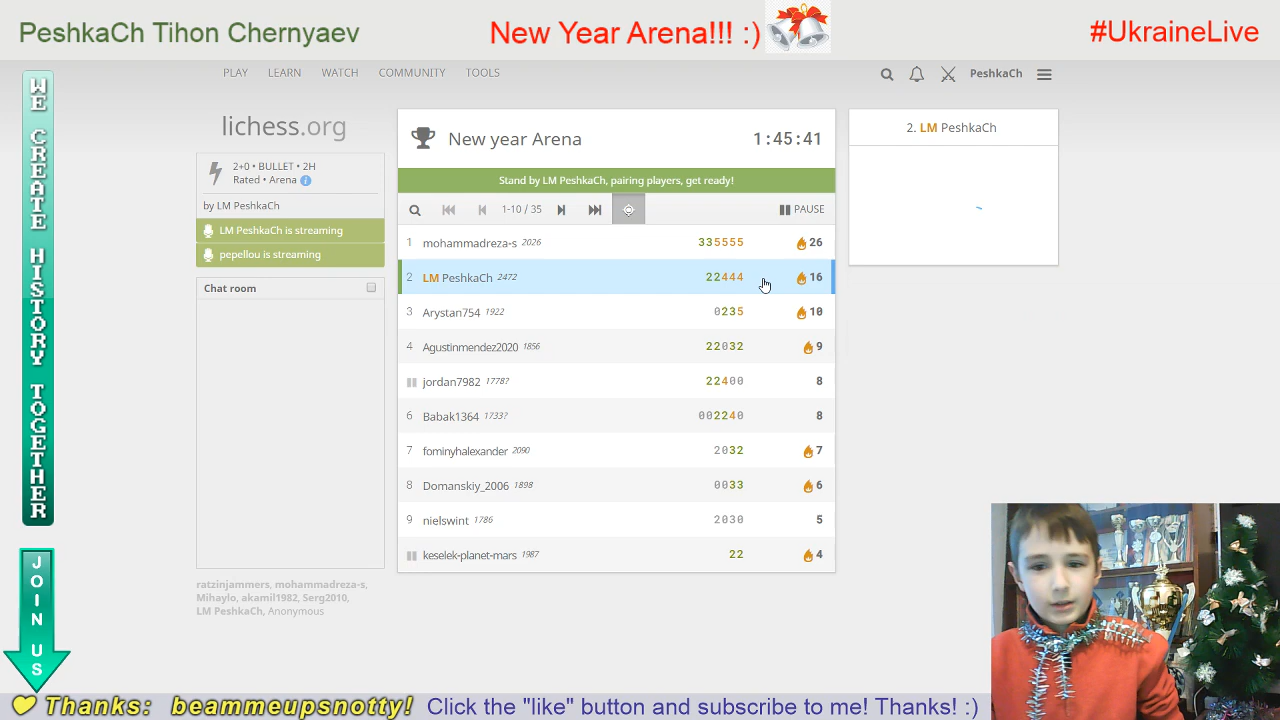 PeshkaCh Tihon Chernyaev
New Year Arena!!! :)
#UkraineLive
WE CREATE HISTORY TOGETHER
JOIN US
PLAY LEARN WATCH COMMUNITY TOOLS
PeshkaCh
lichess.org
2+0 • BULLET • 2H
Rated • Arena
by LM PeshkaCh
LM PeshkaCh is streaming
pepellou is streaming
Chat room
ratzinjammers, mohammadreza-s,
Mihaylo, akamil1982, Serg2010,
LM PeshkaCh, Anonymous
New year Arena 1:45:41
Stand by LM PeshkaCh, pairing players, get ready!
1-10 / 35 PAUSE
1 mohammadreza-s 2026 335555 26
2 LM PeshkaCh 2472 22444 16
3 Arystan754 1922 0235 10
4 Agustinmendez2020 1856 22032 9
jordan7982 1778? 22400 8
6 Babak1364 1733? 002240 8
7 fominyhalexander 2090 2032 7
8 Domanskiy_2006 1898 0033 6
9 nielswint 1786 2030 5
keselek-planet-mars 1987 22 4
2. LM PeshkaCh
Thanks: beammeupsnotty! Click the "like" button and subscribe to me! Thanks! :)